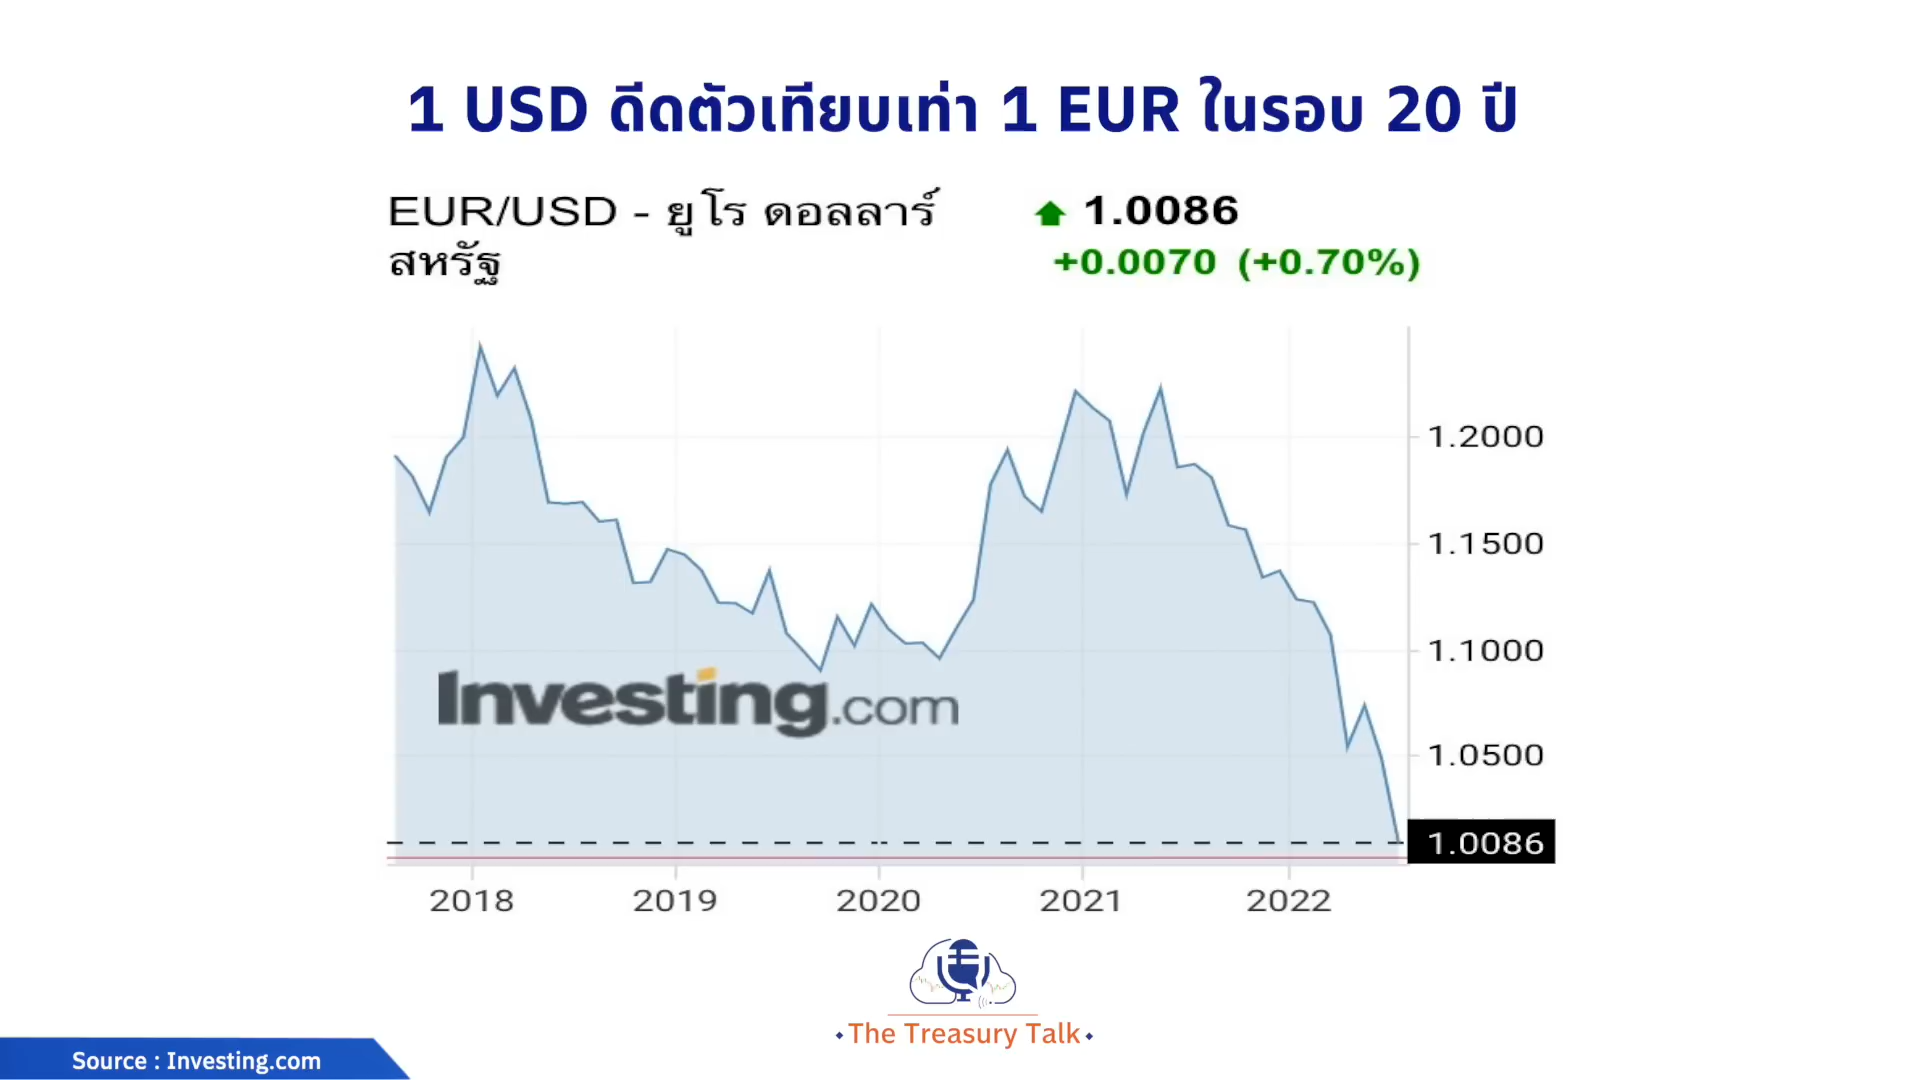 1 USD ดีดตัวเทียบเท่า 1 EUR ในรอบ 20 ปี
EUR/USD - ยูโร ดอลลาร์
สหรัฐ
1.0086
+0.0070 (+0.70%)
1.2000
1.1500
1.1000
1.0500
1.0086
Investing.com
2018 2019 2020 2021 2022
The Treasury Talk
Source : Investing.com